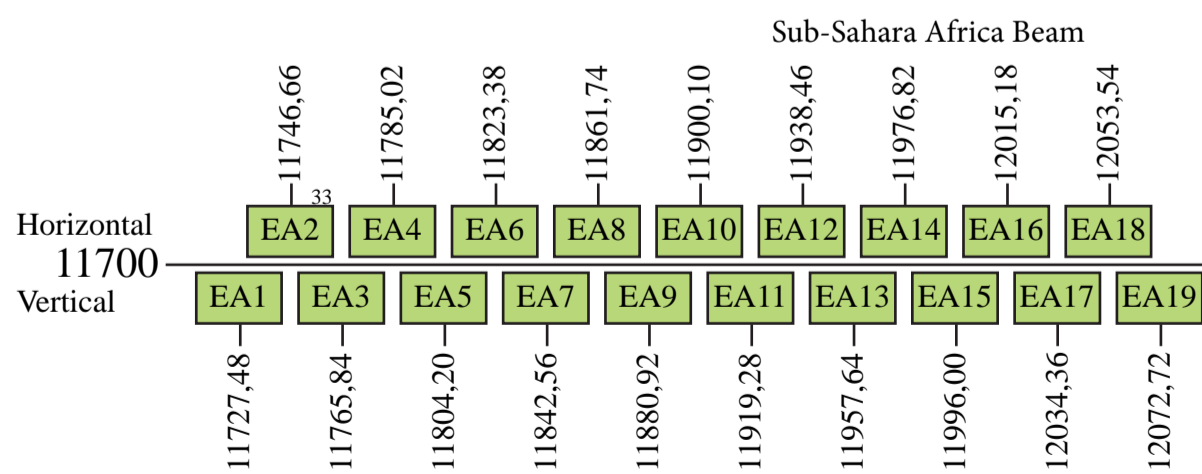 Sub-Sahara Africa Beam
11746,66 11785,02 11823,38 11861,74 11900,10 11938,46 11976,82 12015,18 12053,54
33
Horizontal EA2 EA4 EA6 EA8 EA10 EA12 EA14 EA16 EA18
11700
Vertical EA1 EA3 EA5 EA7 EA9 EA11 EA13 EA15 EA17 EA19
11727,48 11765,84 11804,20 11842,56 11880,92 11919,28 11957,64 11996,00 12034,36 12072,72